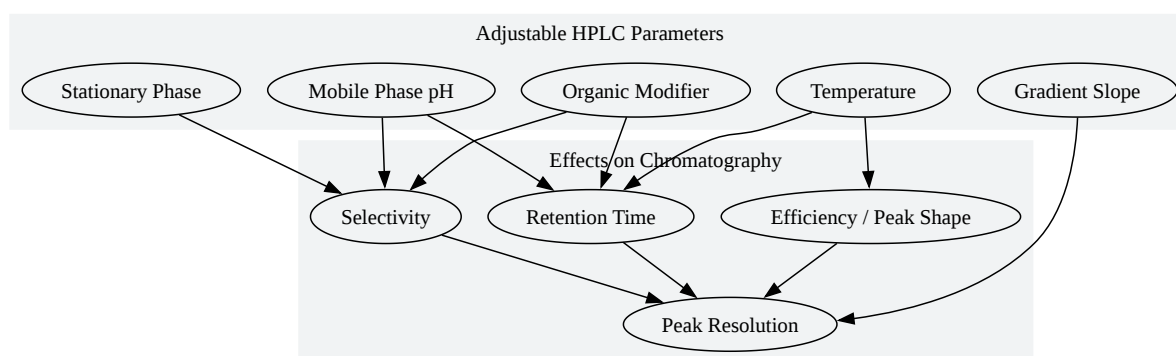 Adjustable HPLC Parameters
Stationary Phase
Mobile Phase pH
Organic Modifier
Temperature
Gradient Slope
Effects on Chromatography
Selectivity
Retention Time
Efficiency / Peak Shape
Peak Resolution